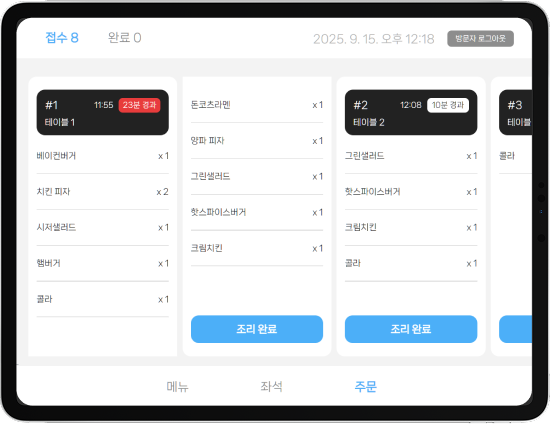 접수 8 완료 0 2025. 9. 15. 오후 12:18 방문자 로그아웃
#1 11:55 23분 경과
테이블 1
베이컨버거 x 1
치킨 피자 x 2
시저샐러드 x 1
햄버거 x 1
콜라 x 1
돈코츠라멘 x 1
양파 피자 x 1
그린샐러드 x 1
핫스파이스버거 x 1
크림치킨 x 1
조리 완료
#2 12:08 10분 경과
테이블 2
그린샐러드 x 1
핫스파이스버거 x 1
크림치킨 x 1
콜라 x 1
조리 완료
#3
테이블
콜라
메뉴 좌석 주문